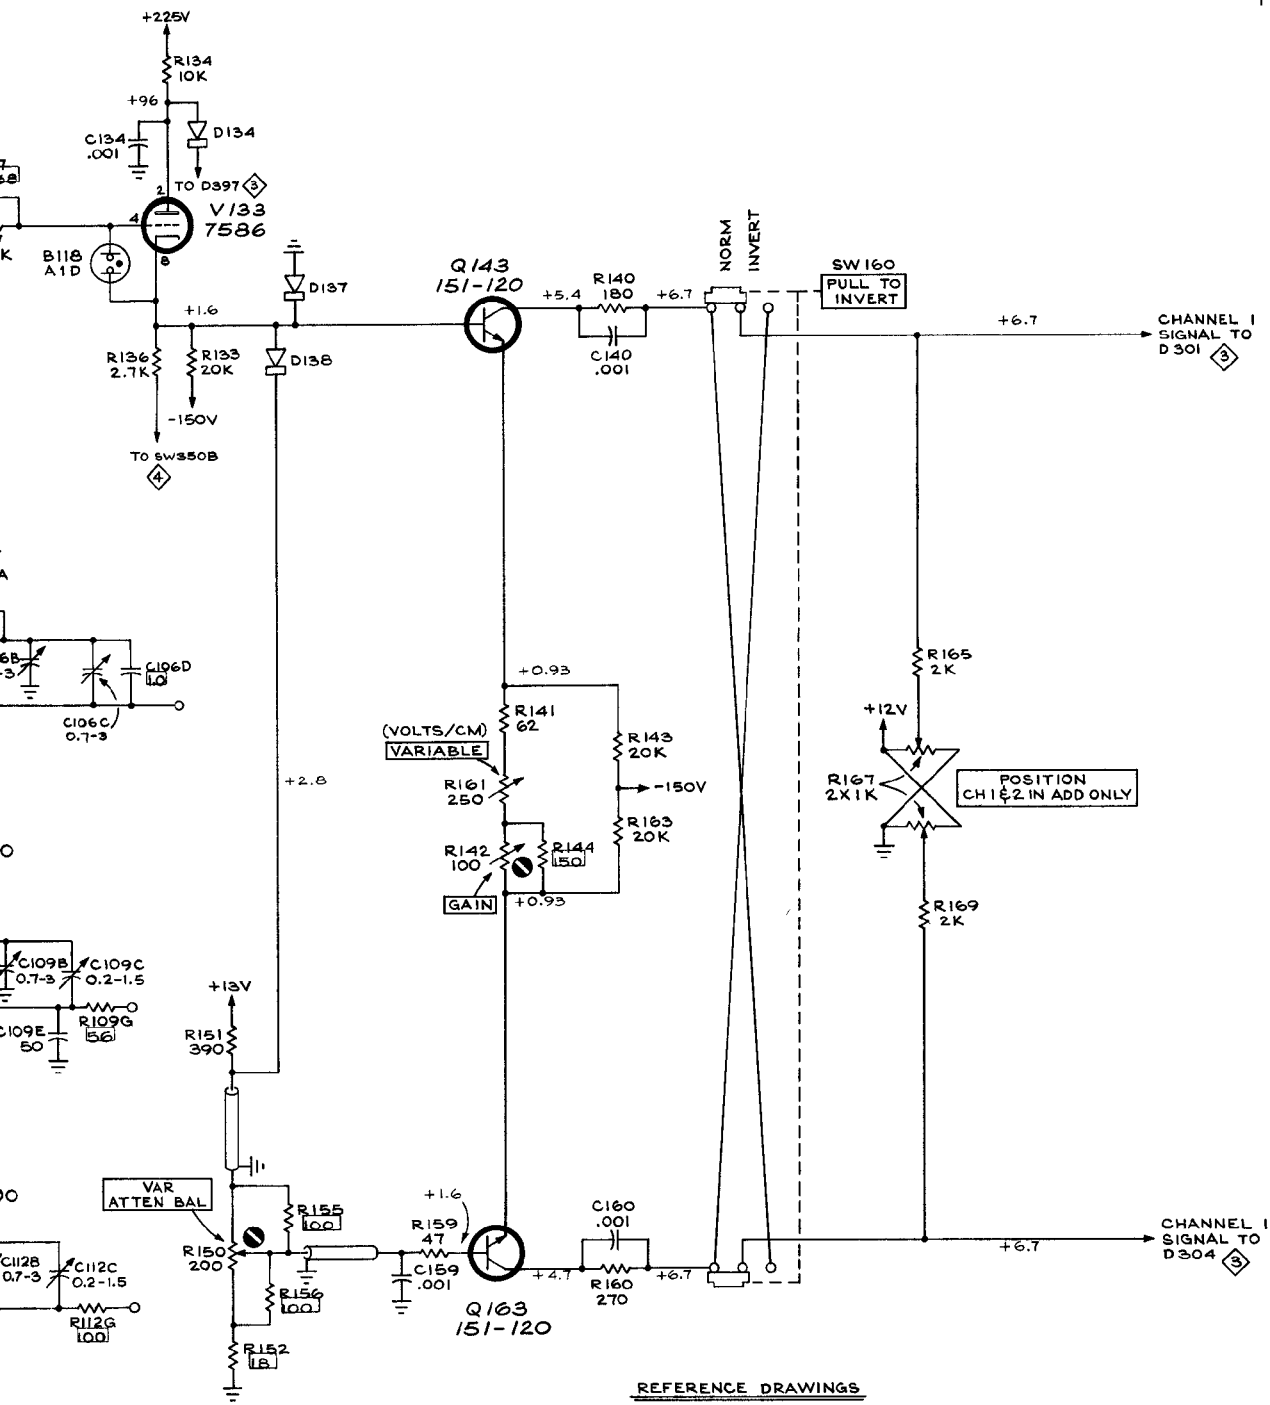 +225V
R134
10K
+96
C134
.001
D134
TO D397 3
2
V133
7586
4
8
K
B118
A1D
D137
+1.6
R136
2.7K
R133
20K
D138
-150V
TO SW350B
4
Q143
151-120
+5.4
R140
180
+6.7
C140
.001
NORM
INVERT
SW160
PULL TO
INVERT
+6.7
CHANNEL 1
SIGNAL TO
D301 3
A
C106D
1.0
C106C
0.7-3
+2.8
+0.93
(VOLTS/CM)
VARIABLE
R141
62
R143
20K
R161
250
-150V
R163
20K
R142
100
R144
150
GAIN
+0.93
R165
2K
+12V
R167
2X1K
POSITION
CH 1 & 2 IN ADD ONLY
R169
2K
C109B
0.7-3
C109C
0.2-1.5
R109G
56
C109E
50
+13V
R151
390
VAR
ATTEN BAL
R155
100
R150
200
R156
100
R152
18
+1.6
R159
47
C159
.001
Q163
151-120
C160
.001
+4.7
R160
270
+6.7
+6.7
CHANNEL 1
SIGNAL TO
D304 3
C112B
0.7-3
C112C
0.2-1.5
R112G
100
REFERENCE DRAWINGS